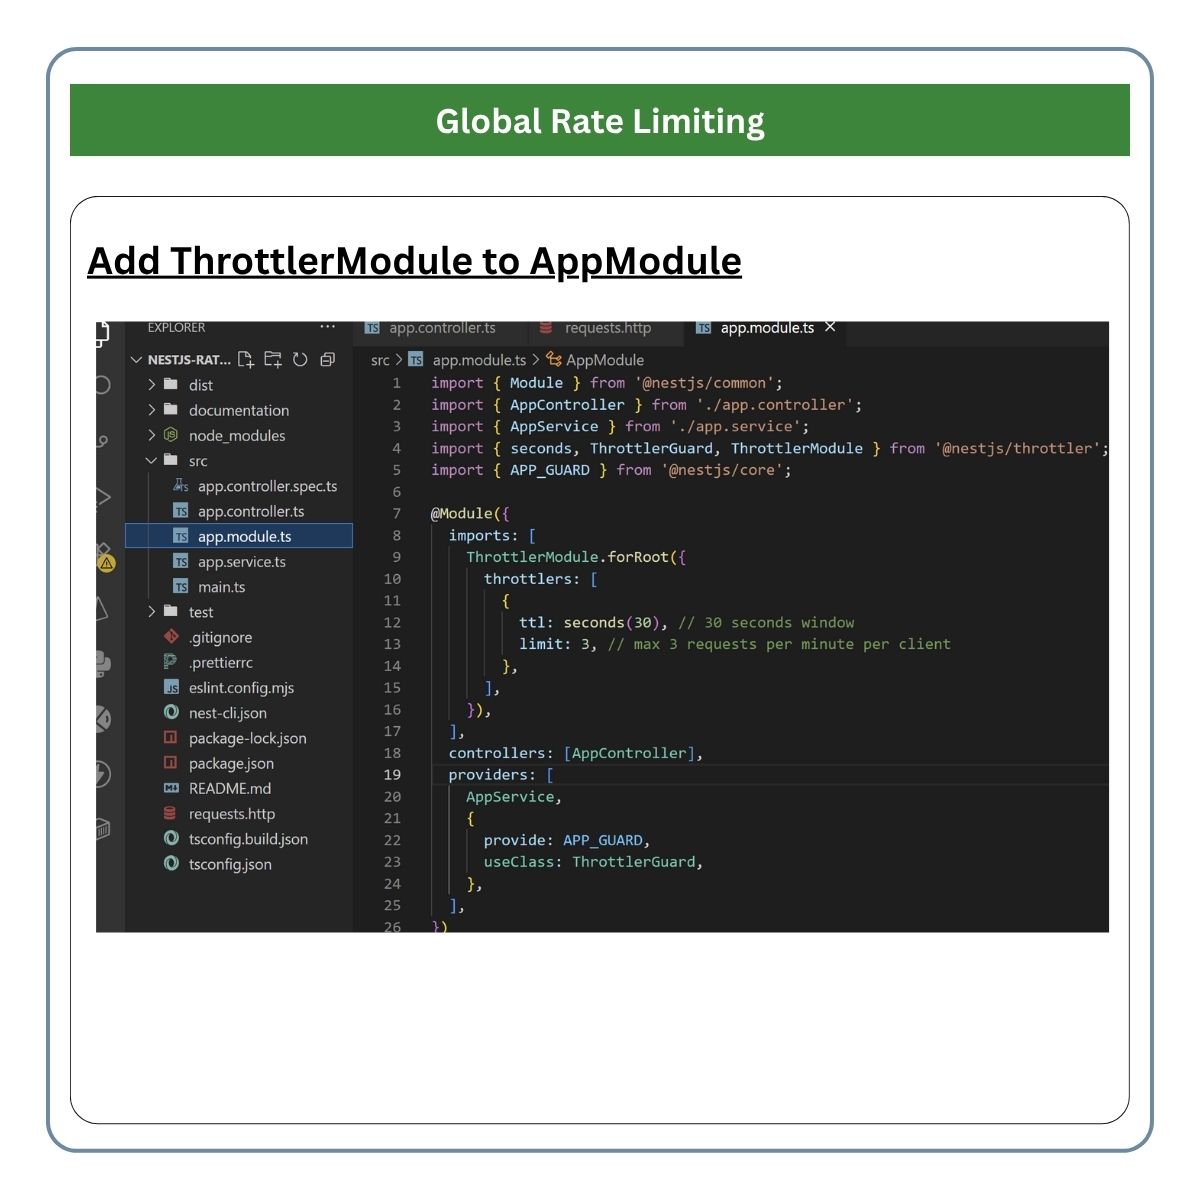 Global Rate Limiting
Add ThrottlerModule to AppModule
EXPLORER ...
NESTJS-RAT...
dist
documentation
node_modules
src
app.controller.spec.ts
app.controller.ts
app.module.ts
app.service.ts
main.ts
test
.gitignore
.prettierrc
eslint.config.mjs
nest-cli.json
package-lock.json
package.json
README.md
requests.http
tsconfig.build.json
tsconfig.json
TS app.controller.ts requests.http TS app.module.ts ×
src > TS app.module.ts > AppModule
1 import { Module } from '@nestjs/common';
2 import { AppController } from './app.controller';
3 import { AppService } from './app.service';
4 import { seconds, ThrottlerGuard, ThrottlerModule } from '@nestjs/throttler';
5 import { APP_GUARD } from '@nestjs/core';
6
7 @Module({
8 imports: [
9 ThrottlerModule.forRoot({
10 throttlers: [
11 {
12 ttl: seconds(30), // 30 seconds window
13 limit: 3, // max 3 requests per minute per client
14 },
15 ],
16 }),
17 ],
18 controllers: [AppController],
19 providers: [
20 AppService,
21 {
22 provide: APP_GUARD,
23 useClass: ThrottlerGuard,
24 },
25 ],
26 })